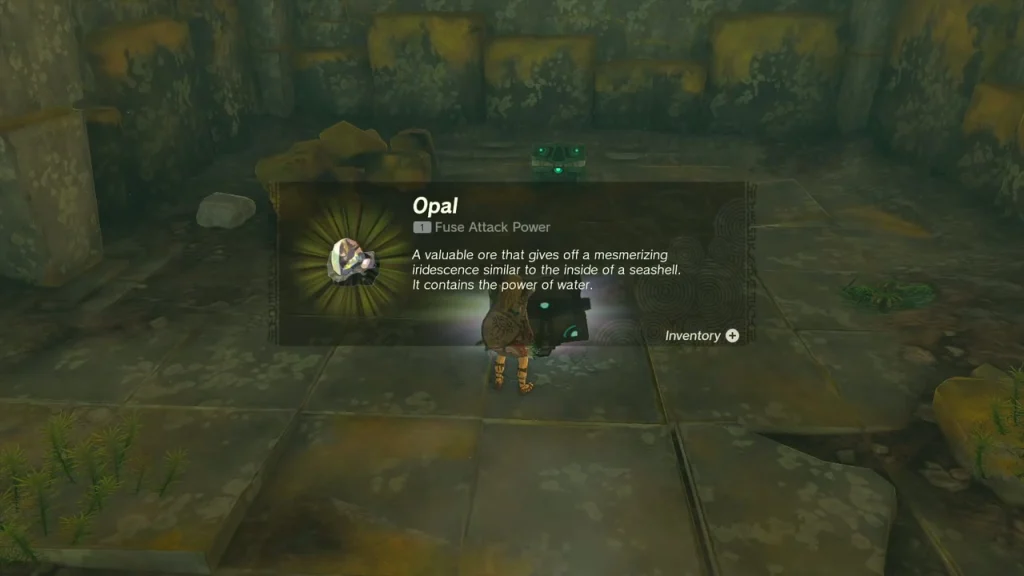 Opal
1 Fuse Attack Power
A valuable ore that gives off a mesmerizing
iridescence similar to the inside of a seashell.
It contains the power of water.
Inventory +